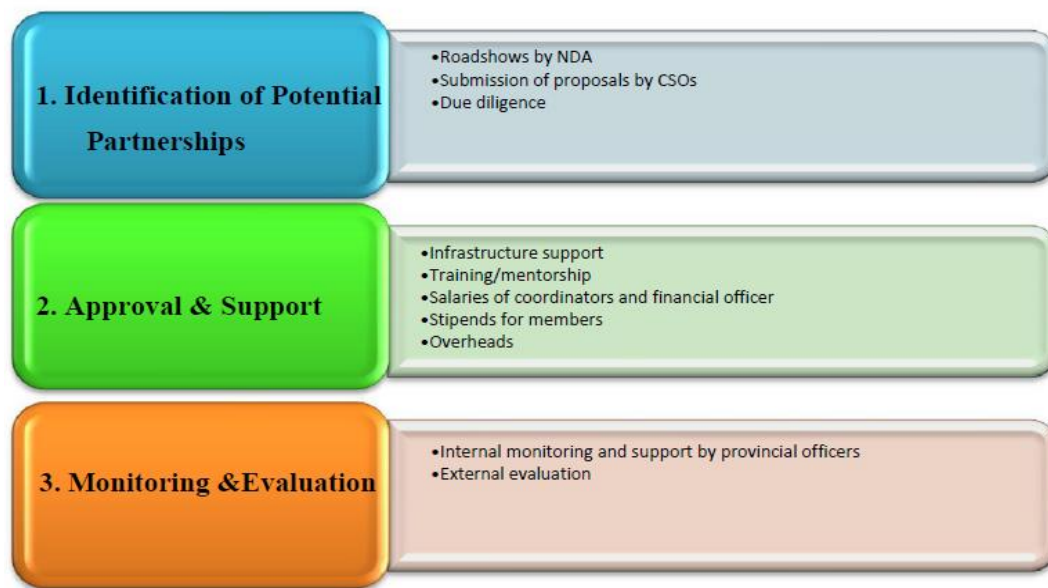 1. Identification of Potential
Partnerships
•Roadshows by NDA
•Submission of proposals by CSOs
•Due diligence
2. Approval & Support
•Infrastructure support
•Training/mentorship
•Salaries of coordinators and financial officer
•Stipends for members
•Overheads
3. Monitoring &Evaluation
•Internal monitoring and support by provincial officers
•External evaluation